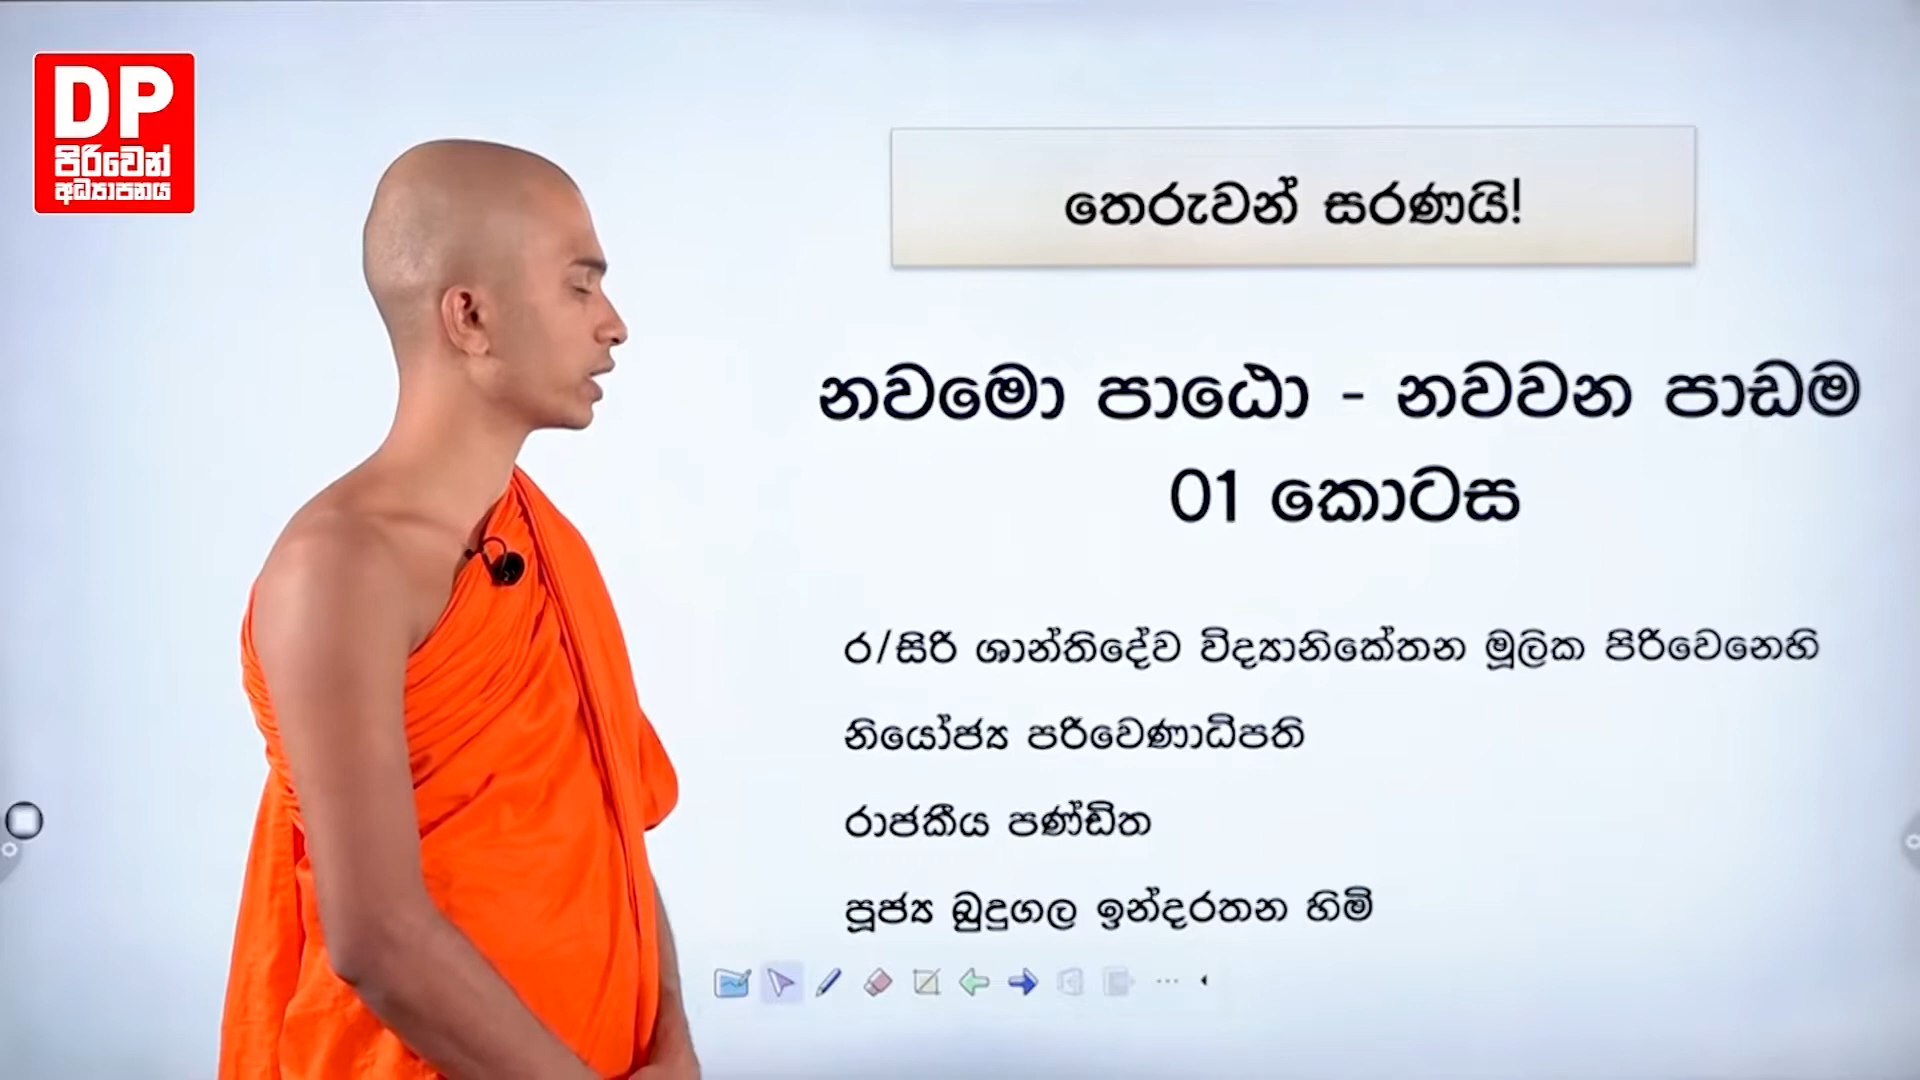 DP
පිරිවෙන්
අධ්‍යාපනය
තෙරුවන් සරණයි!
නවමො පාඨො - නවවන පාඩම
01 කොටස
ර/සිරි ශාන්තිදේව විද්‍යානිකේතන මූලික පිරිවෙනෙහි
නියෝජ්‍ය පරිවෙණාධිපති
රාජකීය පණ්ඩිත
පූජ්‍ය බුදුගල ඉන්දරතන හිමි